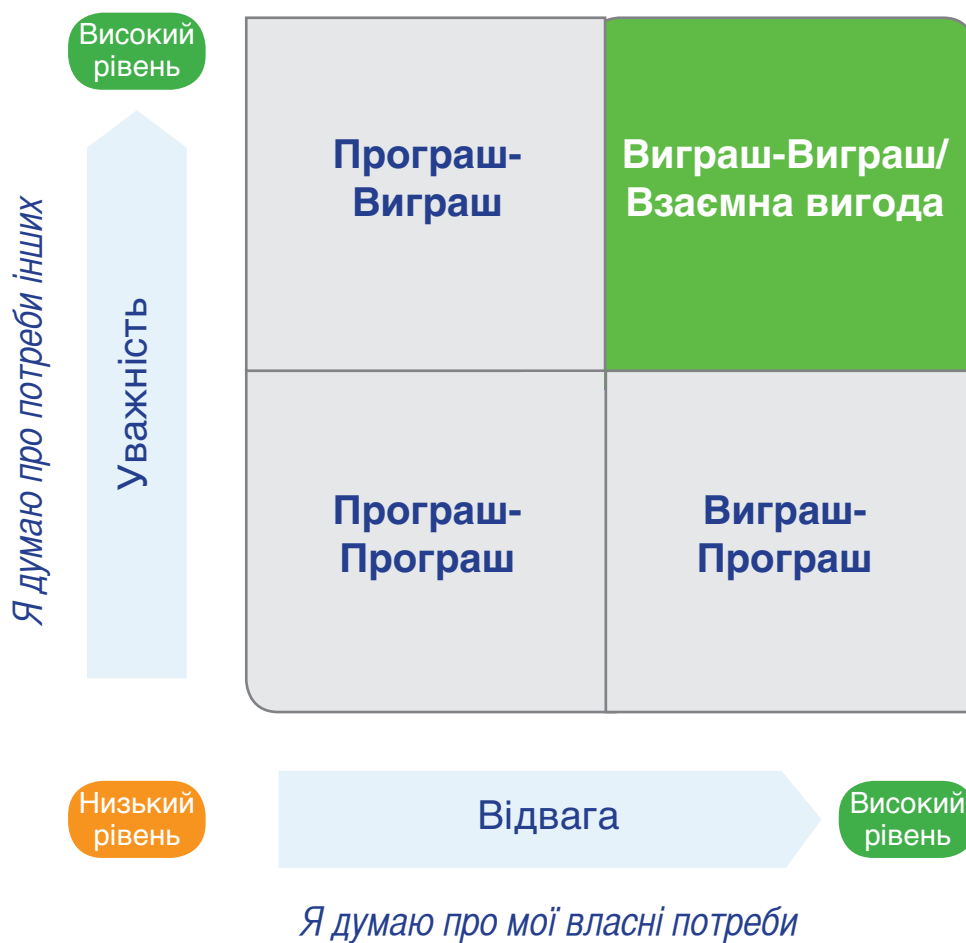 Високий
рівень
Програш-
Виграш
Виграш-Виграш/
Взаємна вигода
Я думаю про потреби інших
Уважність
Програш-
Програш
Виграш-
Програш
Низький
рівень
Відвага
Високий
рівень
Я думаю про мої власні потреби